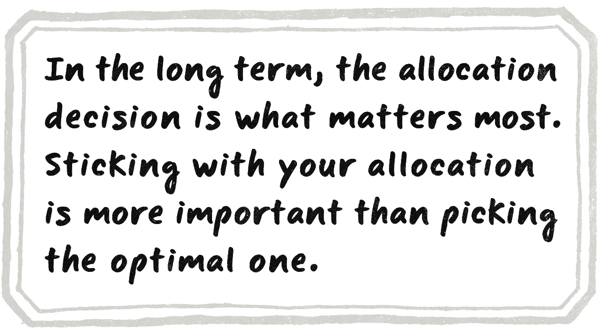 In the long term, the allocation
decision is what matters most.
Sticking with your allocation
is more important than picking
the optimal one.